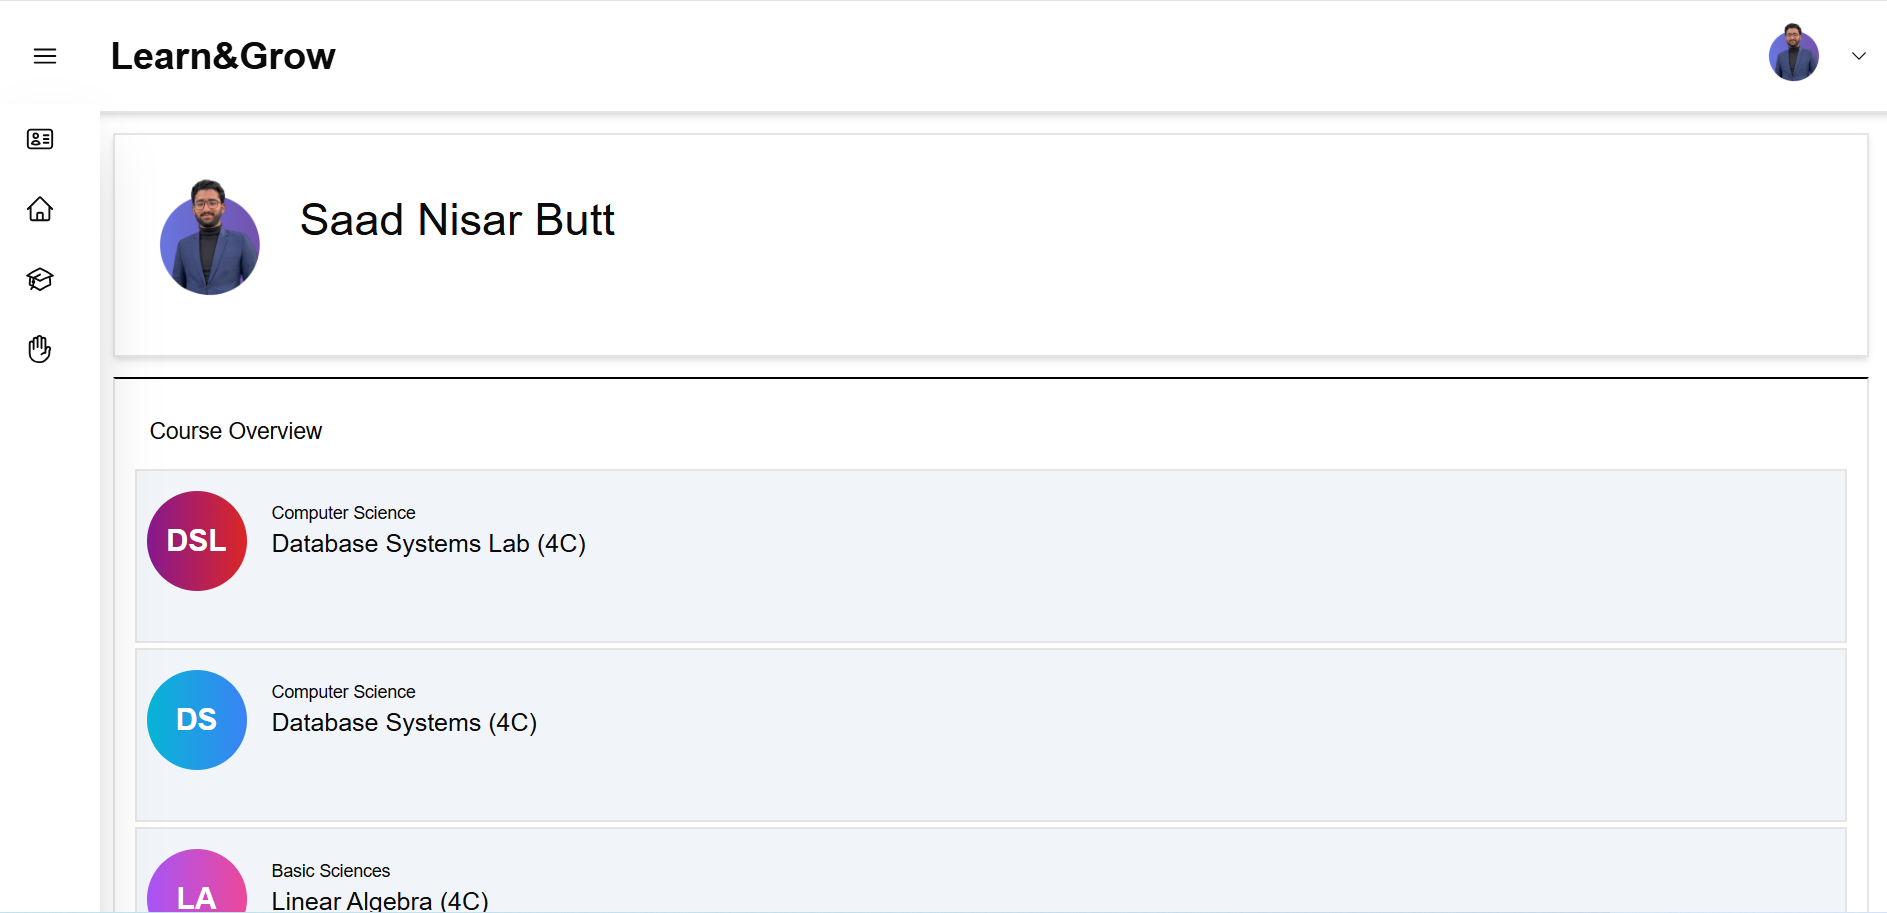 Learn&Grow
Saad Nisar Butt
Course Overview
DSL
Computer Science
Database Systems Lab (4C)
DS
Computer Science
Database Systems (4C)
LA
Basic Sciences
Linear Algebra (4C)